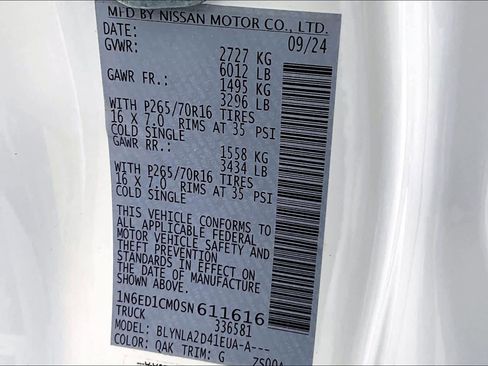 MFD BY NISSAN MOTOR CO., LTD.
DATE: 09/24
GVWR: 2727 KG
6012 LB
GAWR FR.: 1495 KG
3296 LB
WITH P265/70R16 TIRES
16 X 7.0 RIMS AT 35 PSI
COLD SINGLE
GAWR RR.: 1558 KG
3434 LB
WITH P265/70R16 TIRES
16 X 7.0 RIMS AT 35 PSI
COLD SINGLE
THIS VEHICLE CONFORMS TO
ALL APPLICABLE FEDERAL
MOTOR VEHICLE SAFETY AND
THEFT PREVENTION
STANDARDS IN EFFECT ON
THE DATE OF MANUFACTURE
SHOWN ABOVE.
1N6ED1CM0SN611616
TRUCK 336581
MODEL: BLYNLA2D41EUA-A---
COLOR: QAK TRIM: G